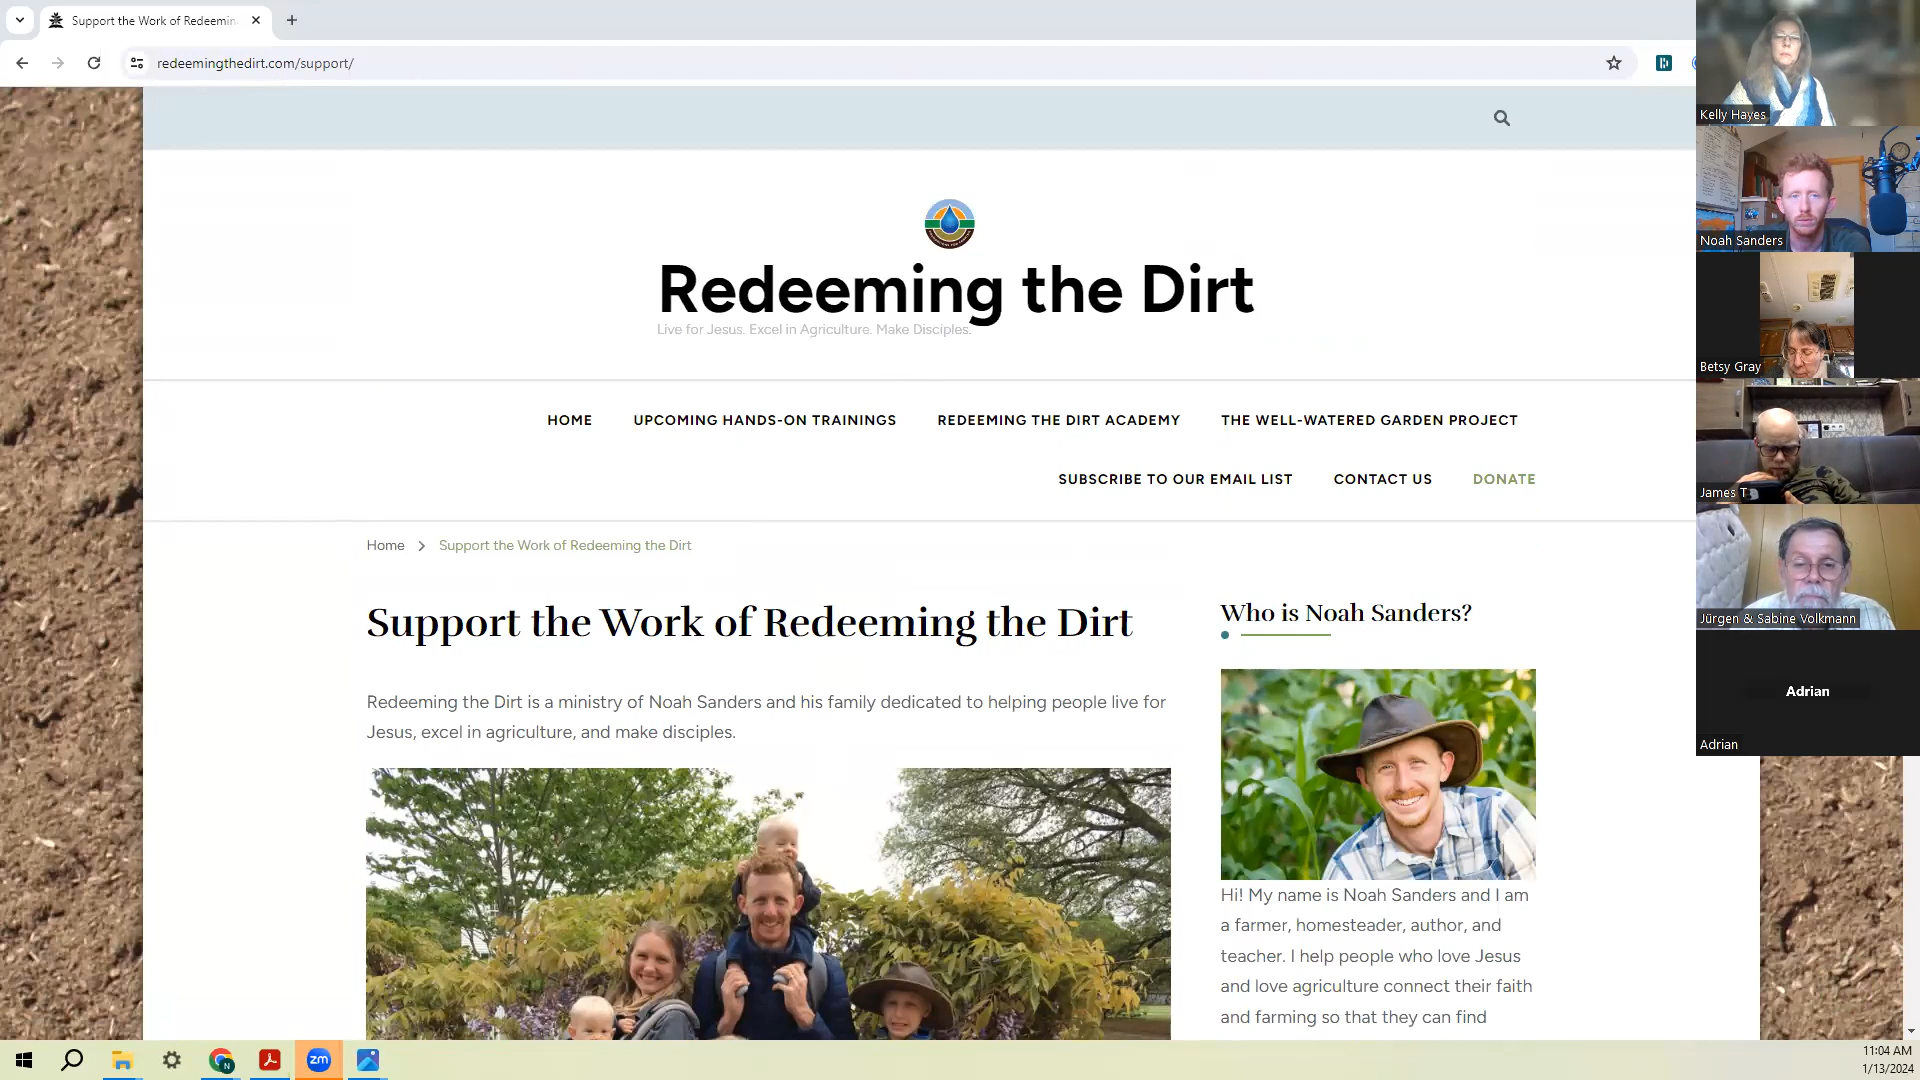 Support the Work of Redeemin
redeemingthedirt.com/support/
Redeeming the Dirt
Live for Jesus. Excel in Agriculture. Make Disciples.
HOME
UPCOMING HANDS-ON TRAININGS
REDEEMING THE DIRT ACADEMY
THE WELL-WATERED GARDEN PROJECT
SUBSCRIBE TO OUR EMAIL LIST
CONTACT US
DONATE
Home
Support the Work of Redeeming the Dirt
Support the Work of Redeeming the Dirt
Redeeming the Dirt is a ministry of Noah Sanders and his family dedicated to helping people live for
Jesus, excel in agriculture, and make disciples.
Who is Noah Sanders?
Hi! My name is Noah Sanders and I am
a farmer, homesteader, author, and
teacher. I help people who love Jesus
and love agriculture connect their faith
and farming so that they can find
Kelly Hayes
Noah Sanders
Betsy Gray
James T
Jürgen & Sabine Volkmann
Adrian
Adrian
zm
N
11:04 AM
1/13/2024